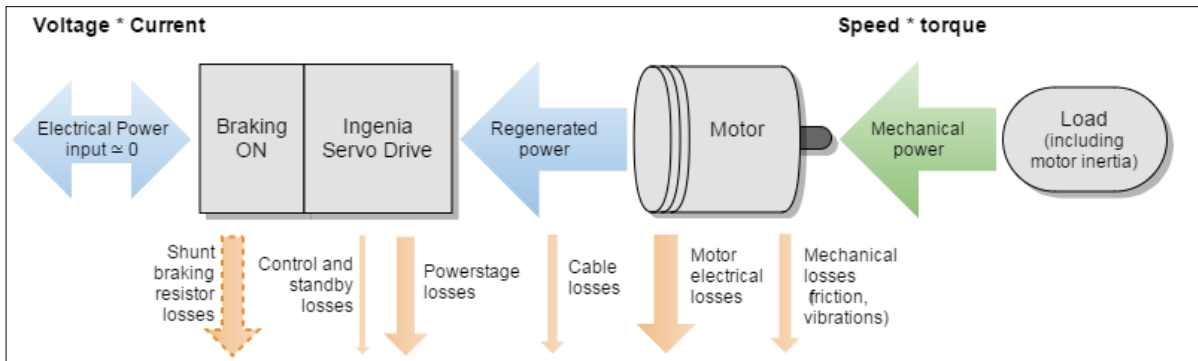 Voltage * Current
Speed * torque
Electrical Power
input ≃ 0
Braking
ON
Ingenia
Servo Drive
Regenerated
power
Motor
Mechanical
power
Load
(including
motor inertia)
Shunt
braking
resistor
losses
Control and
standby
losses
Powerstage
losses
Cable
losses
Motor
electrical
losses
Mechanical
losses
(friction,
vibrations)